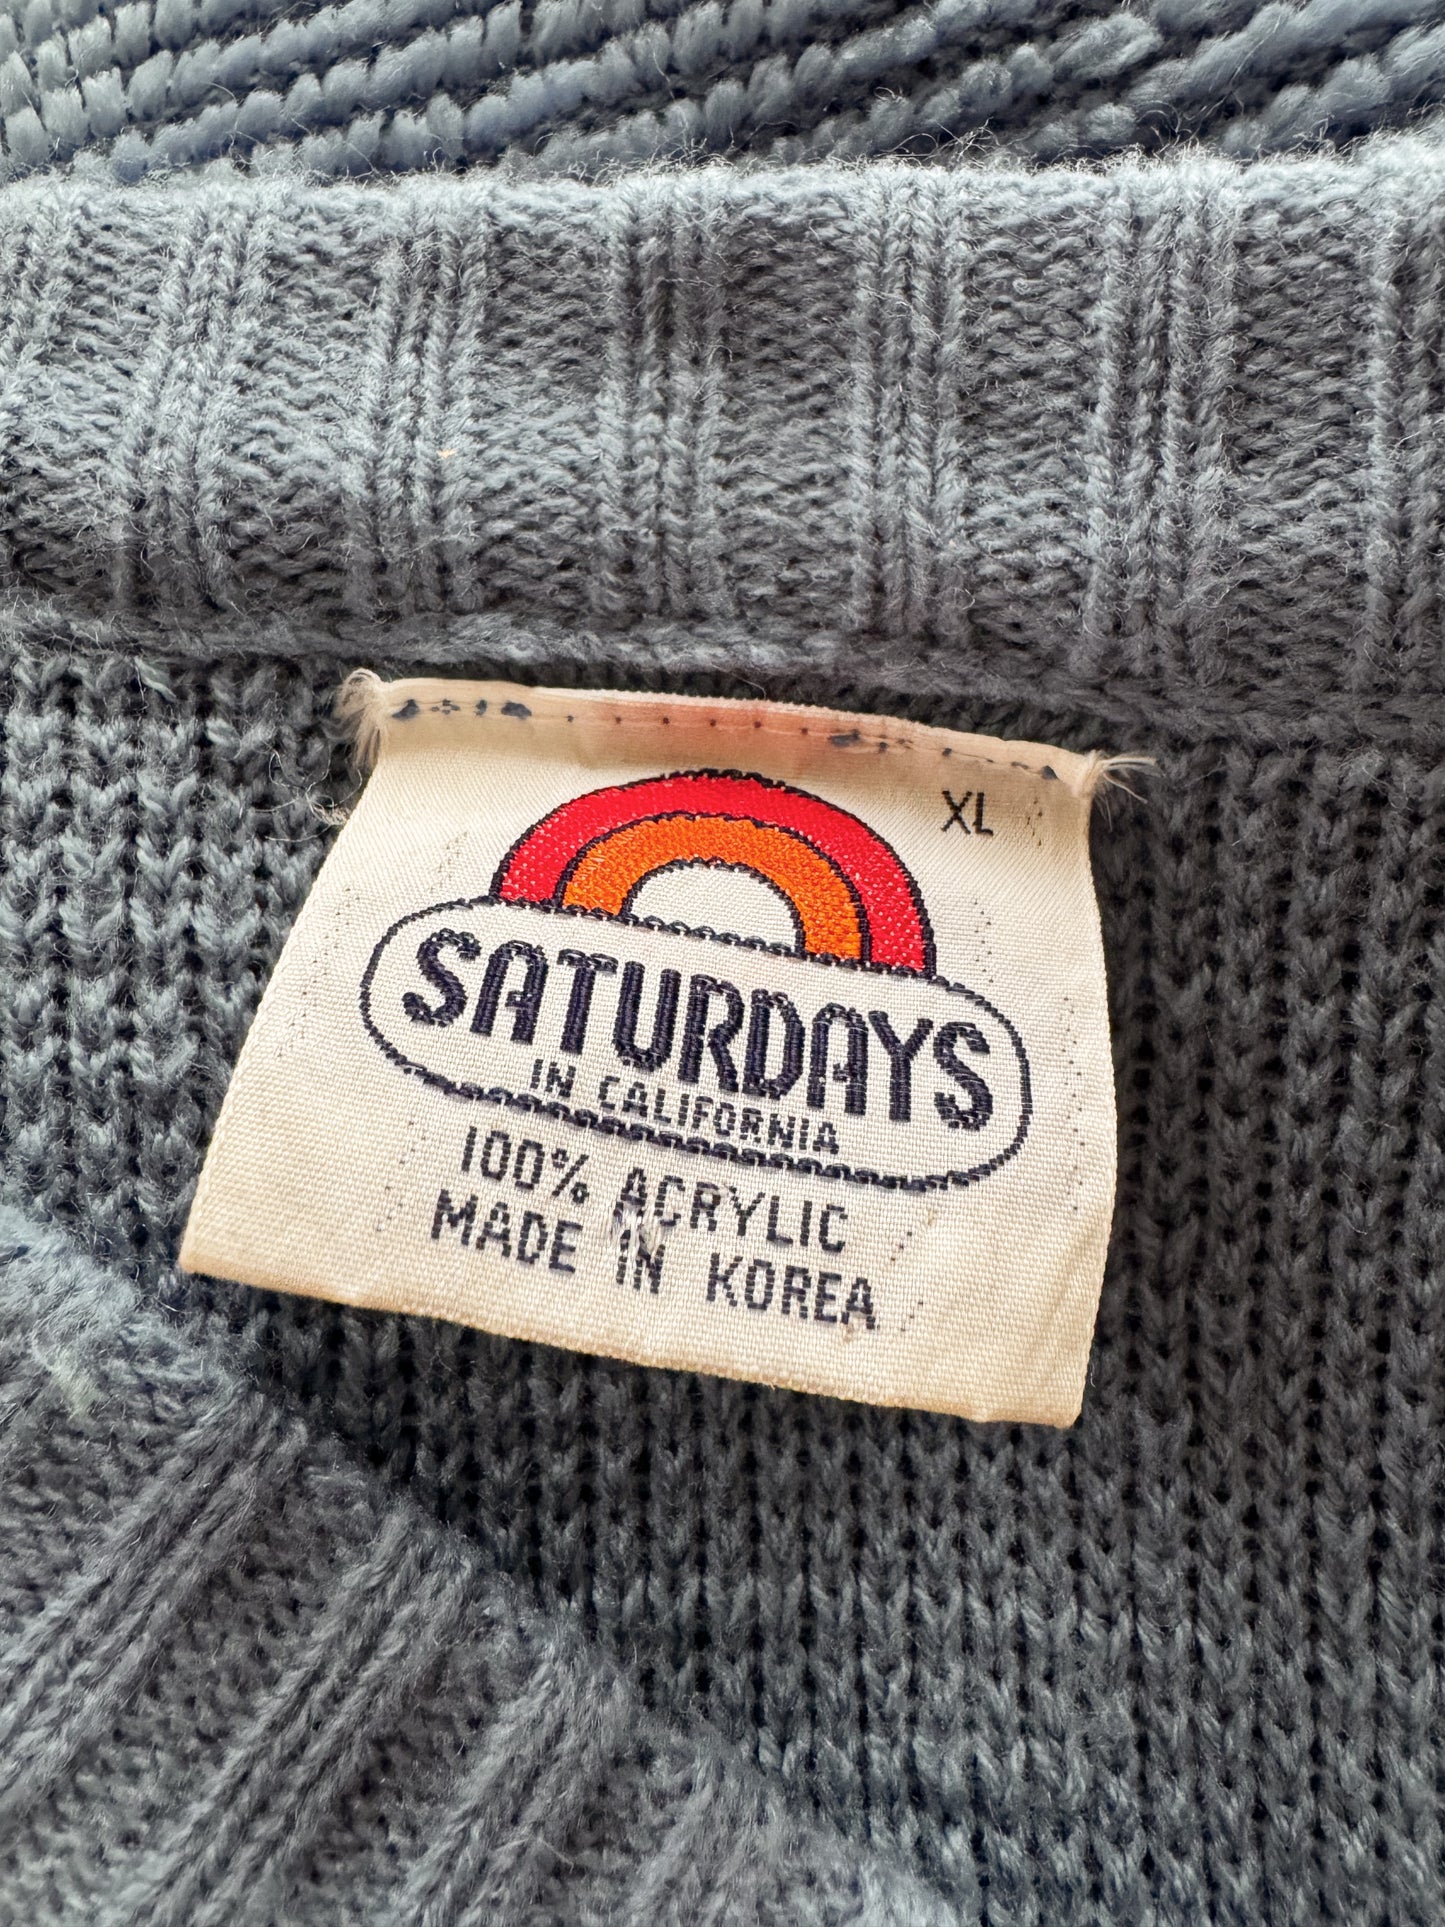 XL
SATURDAYS
IN CALIFORNIA
100% ACRYLIC
MADE IN KOREA